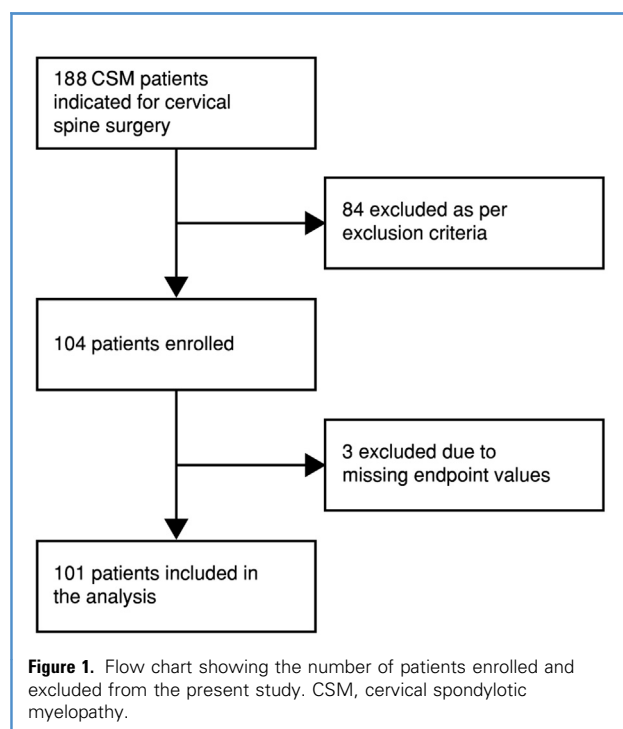 188 CSM patients
indicated for cervical
spine surgery
84 excluded as per
exclusion criteria
104 patients enrolled
3 excluded due to
missing endpoint values
101 patients included in
the analysis
Figure 1. Flow chart showing the number of patients enrolled and
excluded from the present study. CSM, cervical spondylotic
myelopathy.